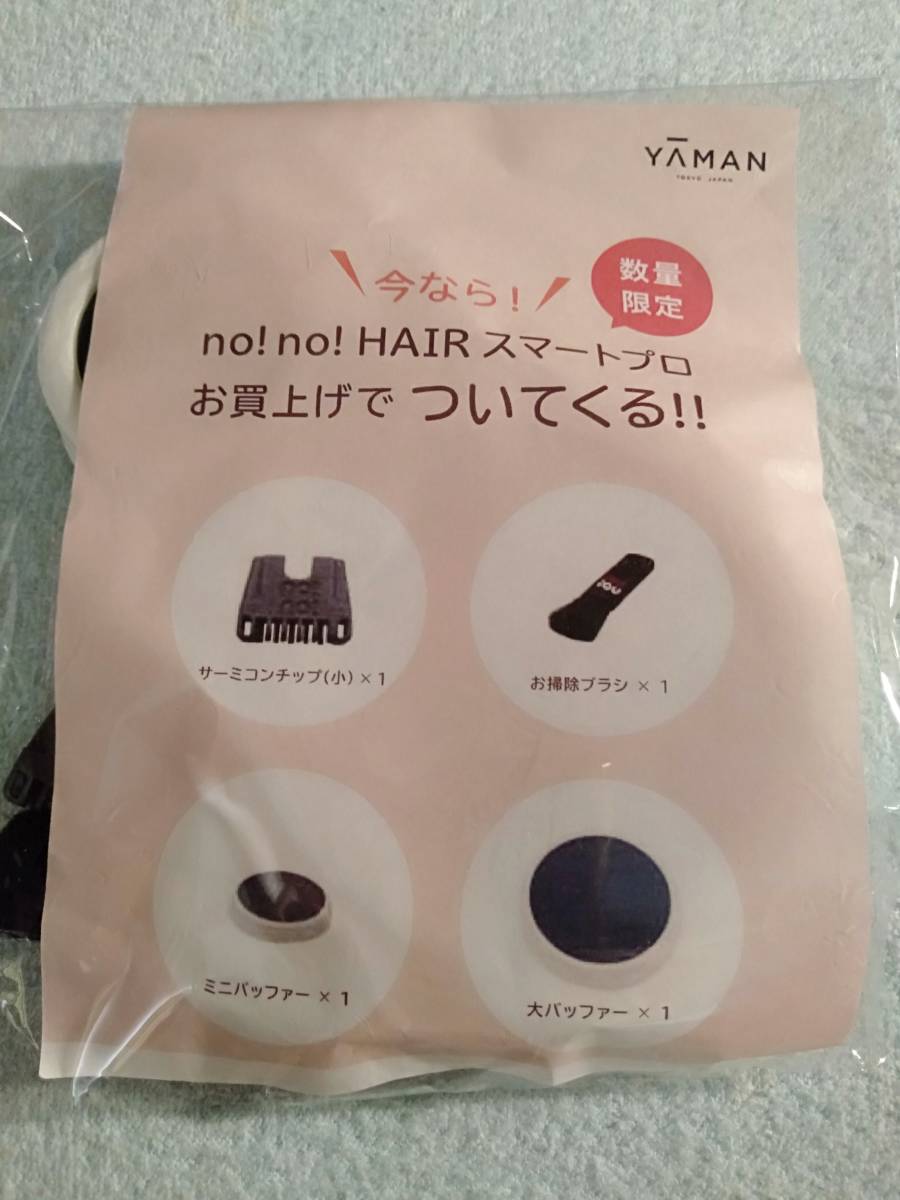 YĀMAN
TOKYO JAPAN
今なら!
数量
限定
no!no! HAIR スマートプロ
お買上げで ついてくる!!
no!
no!
サーミコンチップ(小) × 1
お掃除ブラシ × 1
ミニバッファー × 1
大バッファー × 1